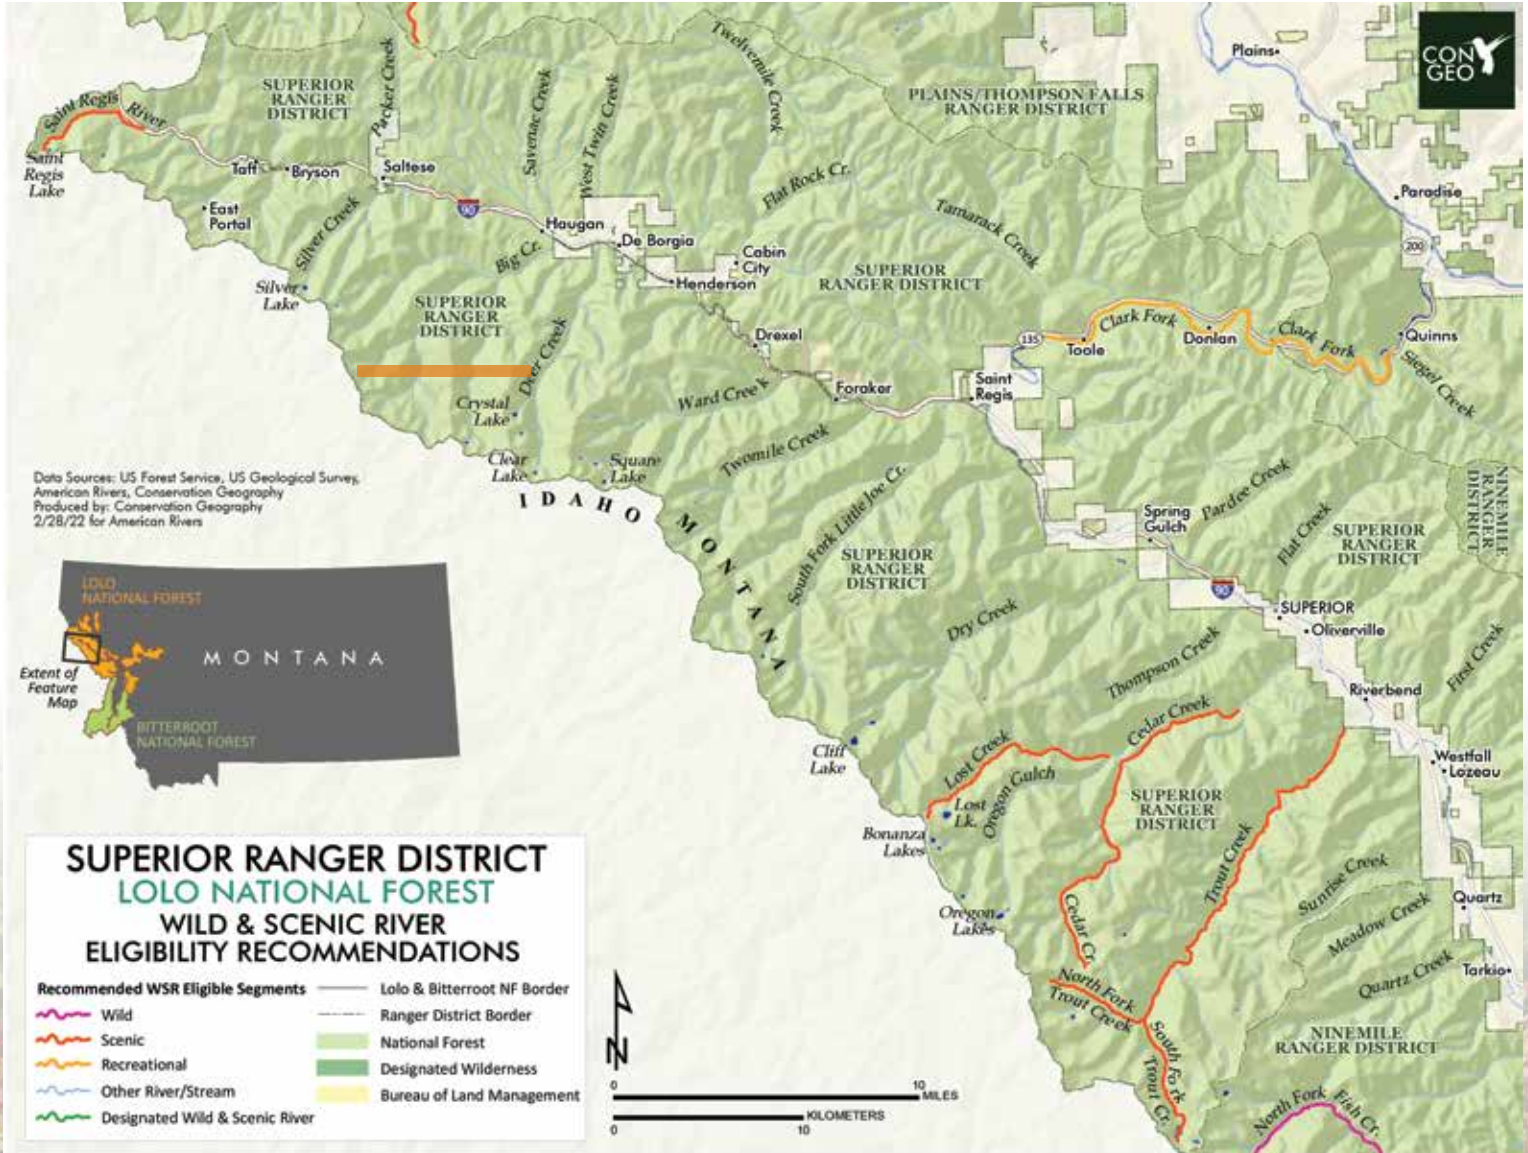 Plains
CON
GEO
Packer Creek
Savenac Creek
West Twin Creek
Twelvemile Creek
SUPERIOR
RANGER
DISTRICT
PLAINS/THOMPSON FALLS
RANGER DISTRICT
Saint Regis River
Saint
Regis
Lake
Taft
Bryson
Saltese
East
Portal
Silver Creek
90
Flat Rock Cr.
Paradise
Tamarack Creek
200
Haugan
De Borgia
Big Cr.
Cabin
City
Henderson
SUPERIOR
RANGER DISTRICT
Silver
Lake
SUPERIOR
RANGER
DISTRICT
Deer Creek
Drexel
135
Toole
Clark Fork
Donlan
Clark Fork
Quinns
Siegel Creek
Crystal
Lake
Ward Creek
Foraker
Saint
Regis
Clear
Lake
Square
Lake
Twomile Creek
IDAHO
MONTANA
South Fork Little Joe Cr.
SUPERIOR
RANGER
DISTRICT
Spring
Gulch
Pardee Creek
Flat Creek
SUPERIOR
RANGER
DISTRICT
NINEMILE
RANGER
DISTRICT
Data Sources: US Forest Service, US Geological Survey,
American Rivers, Conservation Geography
Produced by: Conservation Geography
2/28/22 for American Rivers
LOLO
NATIONAL FOREST
MONTANA
Extent of
Feature
Map
BITTERROOT
NATIONAL FOREST
90
SUPERIOR
Oliverville
Dry Creek
Thompson Creek
First Creek
Riverbend
Cedar Creek
Cliff
Lake
Lost Creek
Westfall
Lozeau
Lost
Lk.
Oregon Gulch
SUPERIOR
RANGER
DISTRICT
Bonanza
Lakes
Trout Creek
Sunrise Creek
Quartz
Oregon
Lakes
Cedar Cr.
Meadow Creek
Quartz Creek
Tarkio
North Fork
Trout Creek
South Fork
Trout Cr.
NINEMILE
RANGER DISTRICT
North Fork Fish Cr.
SUPERIOR RANGER DISTRICT
LOLO NATIONAL FOREST
WILD & SCENIC RIVER
ELIGIBILITY RECOMMENDATIONS
Recommended WSR Eligible Segments
Wild
Scenic
Recreational
Other River/Stream
Designated Wild & Scenic River
Lolo & Bitterroot NF Border
Ranger District Border
National Forest
Designated Wilderness
Bureau of Land Management
N
0 10 MILES
KILOMETERS
0 10